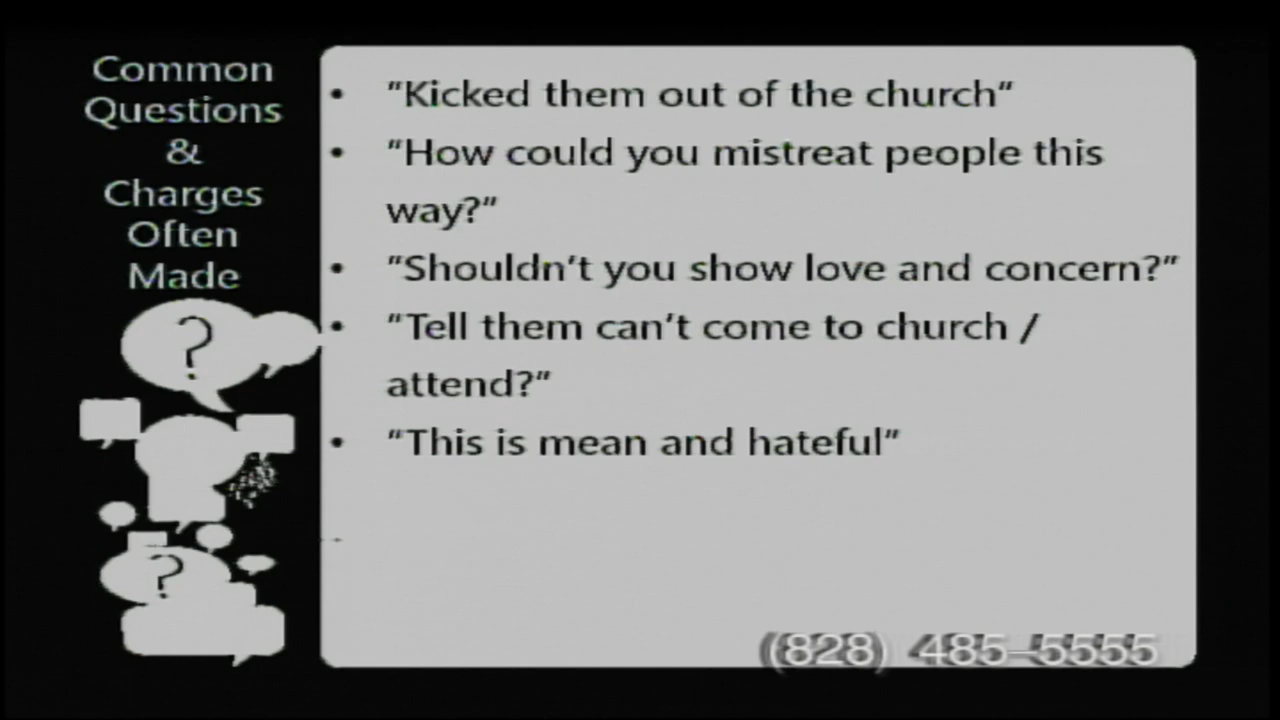 Common
Questions
&
Charges
Often
Made
?
?
• "Kicked them out of the church"
• "How could you mistreat people this
way?"
• "Shouldn't you show love and concern?"
• "Tell them can't come to church /
attend?"
• "This is mean and hateful"
(828) 485-5555